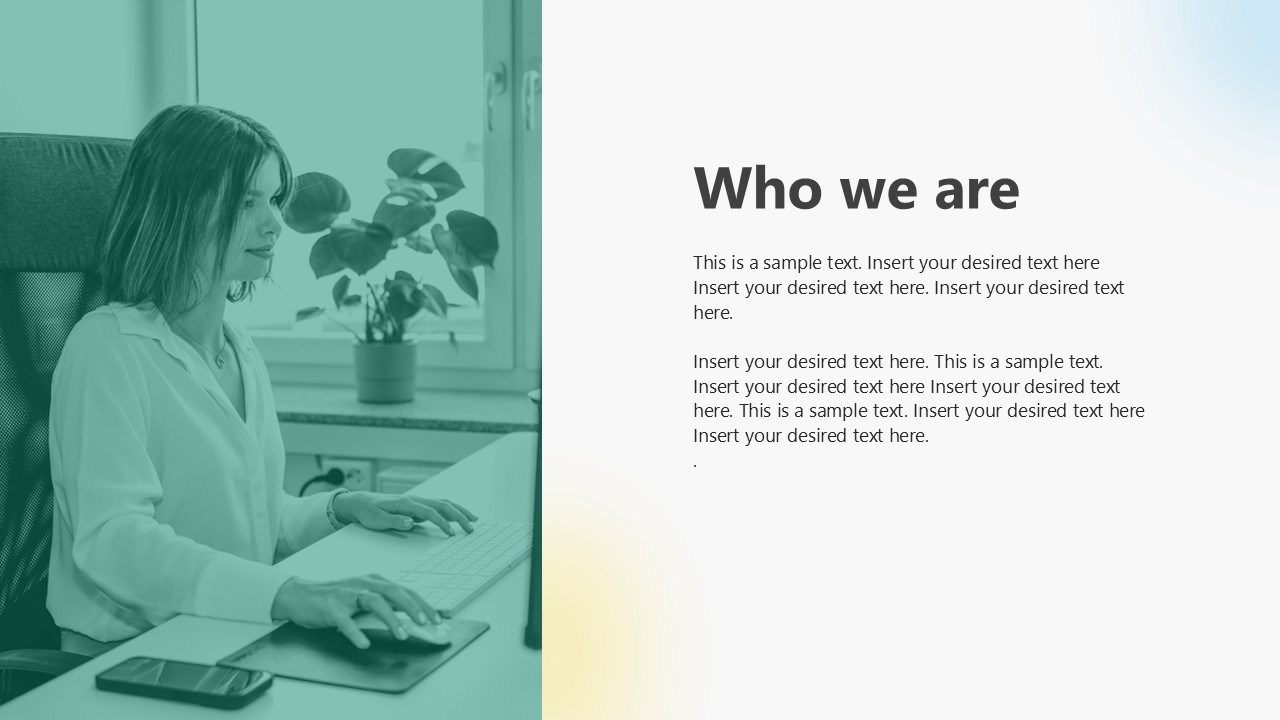 Who we are
This is a sample text. Insert your desired text here
Insert your desired text here. Insert your desired text
here.
Insert your desired text here. This is a sample text.
Insert your desired text here Insert your desired text
here. This is a sample text. Insert your desired text here
Insert your desired text here.
.